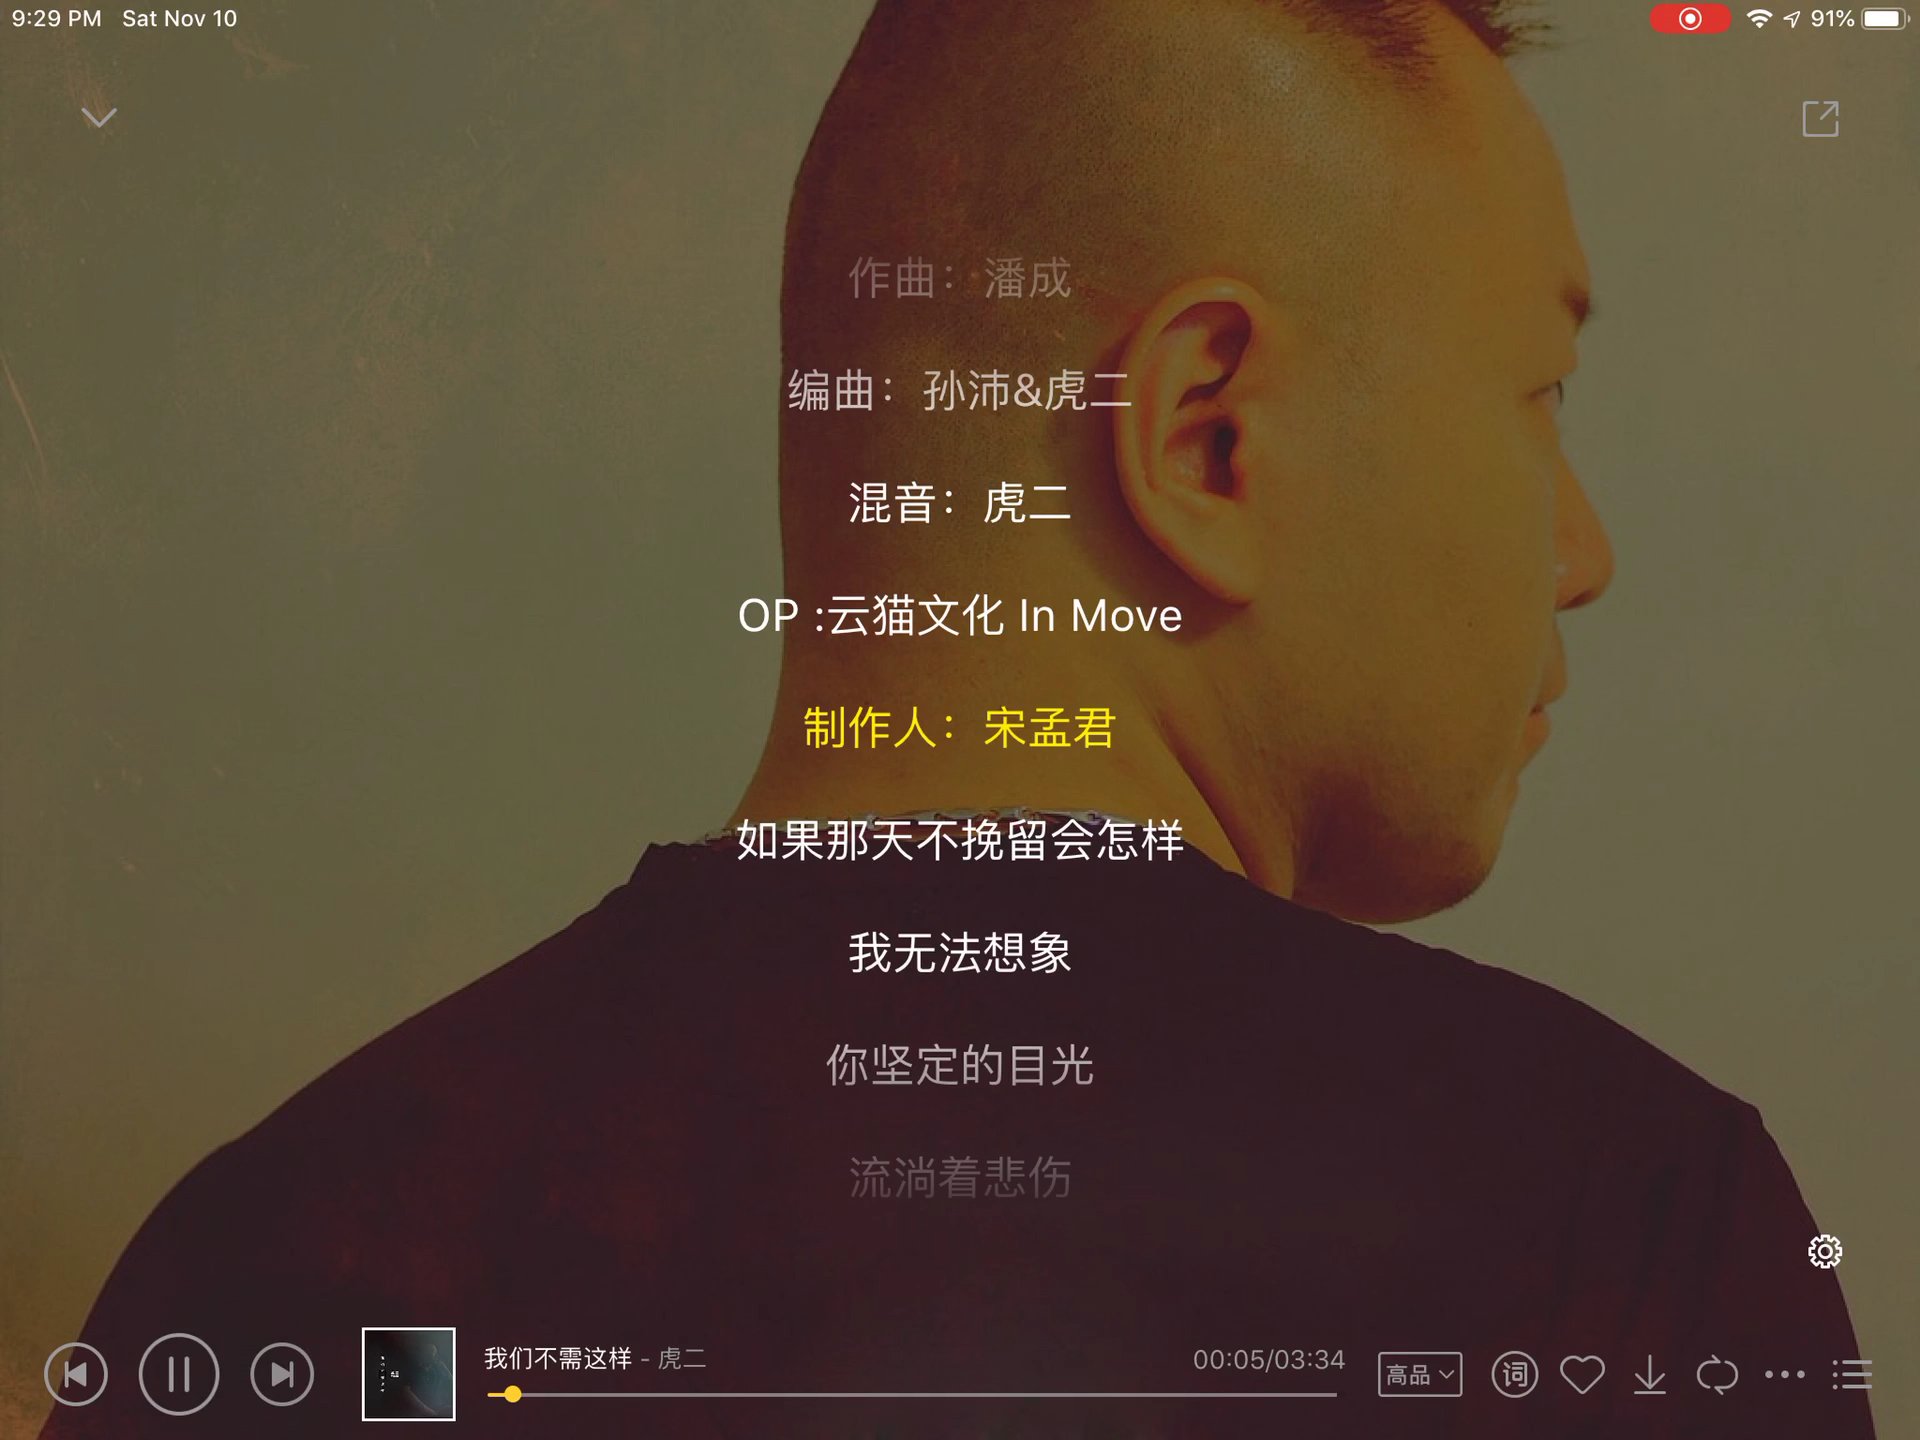 9:29 PM Sat Nov 10
91%
作曲：潘成
编曲：孙沛&虎二
混音：虎二
OP :云猫文化 In Move
制作人：宋孟君
如果那天不挽留会怎样
我无法想象
你坚定的目光
流淌着悲伤
我们不需这样 - 虎二
00:05/03:34
高品
词